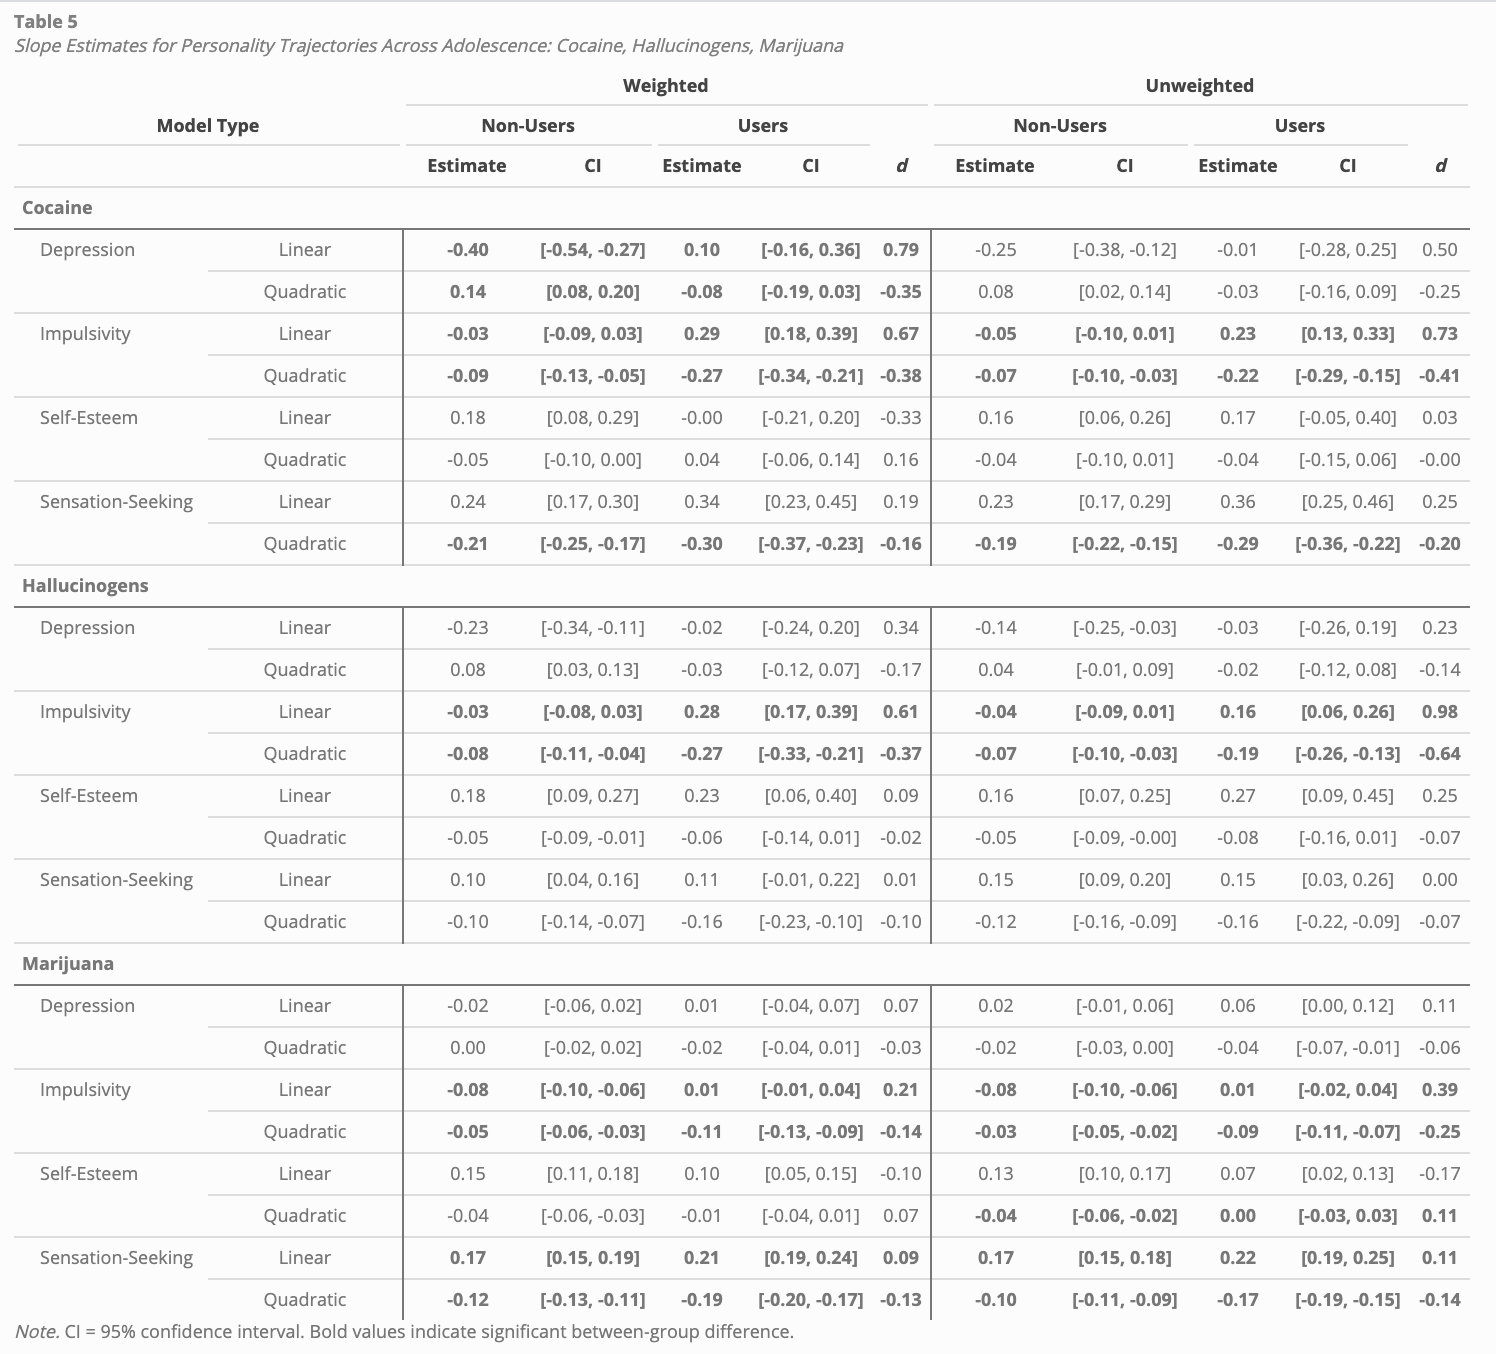 Table 5
Slope Estimates for Personality Trajectories Across Adolescence: Cocaine, Hallucinogens, Marijuana
Weighted Unweighted
Model Type Non-Users Users Non-Users Users
Estimate CI Estimate CI d Estimate CI Estimate CI d
Cocaine
Depression Linear -0.40 [-0.54, -0.27] 0.10 [-0.16, 0.36] 0.79 -0.25 [-0.38, -0.12] -0.01 [-0.28, 0.25] 0.50
Quadratic 0.14 [0.08, 0.20] -0.08 [-0.19, 0.03] -0.35 0.08 [0.02, 0.14] -0.03 [-0.16, 0.09] -0.25
Impulsivity Linear -0.03 [-0.09, 0.03] 0.29 [0.18, 0.39] 0.67 -0.05 [-0.10, 0.01] 0.23 [0.13, 0.33] 0.73
Quadratic -0.09 [-0.13, -0.05] -0.27 [-0.34, -0.21] -0.38 -0.07 [-0.10, -0.03] -0.22 [-0.29, -0.15] -0.41
Self-Esteem Linear 0.18 [0.08, 0.29] -0.00 [-0.21, 0.20] -0.33 0.16 [0.06, 0.26] 0.17 [-0.05, 0.40] 0.03
Quadratic -0.05 [-0.10, 0.00] 0.04 [-0.06, 0.14] 0.16 -0.04 [-0.10, 0.01] -0.04 [-0.15, 0.06] -0.00
Sensation-Seeking Linear 0.24 [0.17, 0.30] 0.34 [0.23, 0.45] 0.19 0.23 [0.17, 0.29] 0.36 [0.25, 0.46] 0.25
Quadratic -0.21 [-0.25, -0.17] -0.30 [-0.37, -0.23] -0.16 -0.19 [-0.22, -0.15] -0.29 [-0.36, -0.22] -0.20
Hallucinogens
Depression Linear -0.23 [-0.34, -0.11] -0.02 [-0.24, 0.20] 0.34 -0.14 [-0.25, -0.03] -0.03 [-0.26, 0.19] 0.23
Quadratic 0.08 [0.03, 0.13] -0.03 [-0.12, 0.07] -0.17 0.04 [-0.01, 0.09] -0.02 [-0.12, 0.08] -0.14
Impulsivity Linear -0.03 [-0.08, 0.03] 0.28 [0.17, 0.39] 0.61 -0.04 [-0.09, 0.01] 0.16 [0.06, 0.26] 0.98
Quadratic -0.08 [-0.11, -0.04] -0.27 [-0.33, -0.21] -0.37 -0.07 [-0.10, -0.03] -0.19 [-0.26, -0.13] -0.64
Self-Esteem Linear 0.18 [0.09, 0.27] 0.23 [0.06, 0.40] 0.09 0.16 [0.07, 0.25] 0.27 [0.09, 0.45] 0.25
Quadratic -0.05 [-0.09, -0.01] -0.06 [-0.14, 0.01] -0.02 -0.05 [-0.09, -0.00] -0.08 [-0.16, 0.01] -0.07
Sensation-Seeking Linear 0.10 [0.04, 0.16] 0.11 [-0.01, 0.22] 0.01 0.15 [0.09, 0.20] 0.15 [0.03, 0.26] 0.00
Quadratic -0.10 [-0.14, -0.07] -0.16 [-0.23, -0.10] -0.10 -0.12 [-0.16, -0.09] -0.16 [-0.22, -0.09] -0.07
Marijuana
Depression Linear -0.02 [-0.06, 0.02] 0.01 [-0.04, 0.07] 0.07 0.02 [-0.01, 0.06] 0.06 [0.00, 0.12] 0.11
Quadratic 0.00 [-0.02, 0.02] -0.02 [-0.04, 0.01] -0.03 -0.02 [-0.03, 0.00] -0.04 [-0.07, -0.01] -0.06
Impulsivity Linear -0.08 [-0.10, -0.06] 0.01 [-0.01, 0.04] 0.21 -0.08 [-0.10, -0.06] 0.01 [-0.02, 0.04] 0.39
Quadratic -0.05 [-0.06, -0.03] -0.11 [-0.13, -0.09] -0.14 -0.03 [-0.05, -0.02] -0.09 [-0.11, -0.07] -0.25
Self-Esteem Linear 0.15 [0.11, 0.18] 0.10 [0.05, 0.15] -0.10 0.13 [0.10, 0.17] 0.07 [0.02, 0.13] -0.17
Quadratic -0.04 [-0.06, -0.03] -0.01 [-0.04, 0.01] 0.07 -0.04 [-0.06, -0.02] 0.00 [-0.03, 0.03] 0.11
Sensation-Seeking Linear 0.17 [0.15, 0.19] 0.21 [0.19, 0.24] 0.09 0.17 [0.15, 0.18] 0.22 [0.19, 0.25] 0.11
Quadratic -0.12 [-0.13, -0.11] -0.19 [-0.20, -0.17] -0.13 -0.10 [-0.11, -0.09] -0.17 [-0.19, -0.15] -0.14
Note. CI = 95% confidence interval. Bold values indicate significant between-group difference.